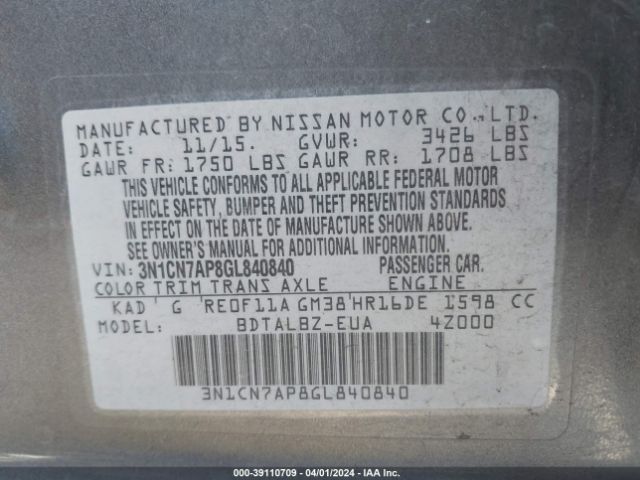 MANUFACTURED BY NISSAN MOTOR CO.,LTD.
DATE: 11/15. GVWR: 3426 LBS
GAWR FR: 1750 LBS GAWR RR: 1708 LBS
THIS VEHICLE CONFORMS TO ALL APPLICABLE FEDERAL MOTOR
VEHICLE SAFETY, BUMPER AND THEFT PREVENTION STANDARDS
IN EFFECT ON THE DATE OF MANUFACTURE SHOWN ABOVE.
SEE OWNER'S MANUAL FOR ADDITIONAL INFORMATION.
VIN: 3N1CN7AP8GL840840 PASSENGER CAR.
COLOR TRIM TRANS AXLE ENGINE
KAD G RE0F11A GM38 HR16DE 1598 CC
MODEL: BDTALBZ-EUA 4Z000
3N1CN7AP8GL840840
000-39110709 - 04/01/2024 - IAA Inc.